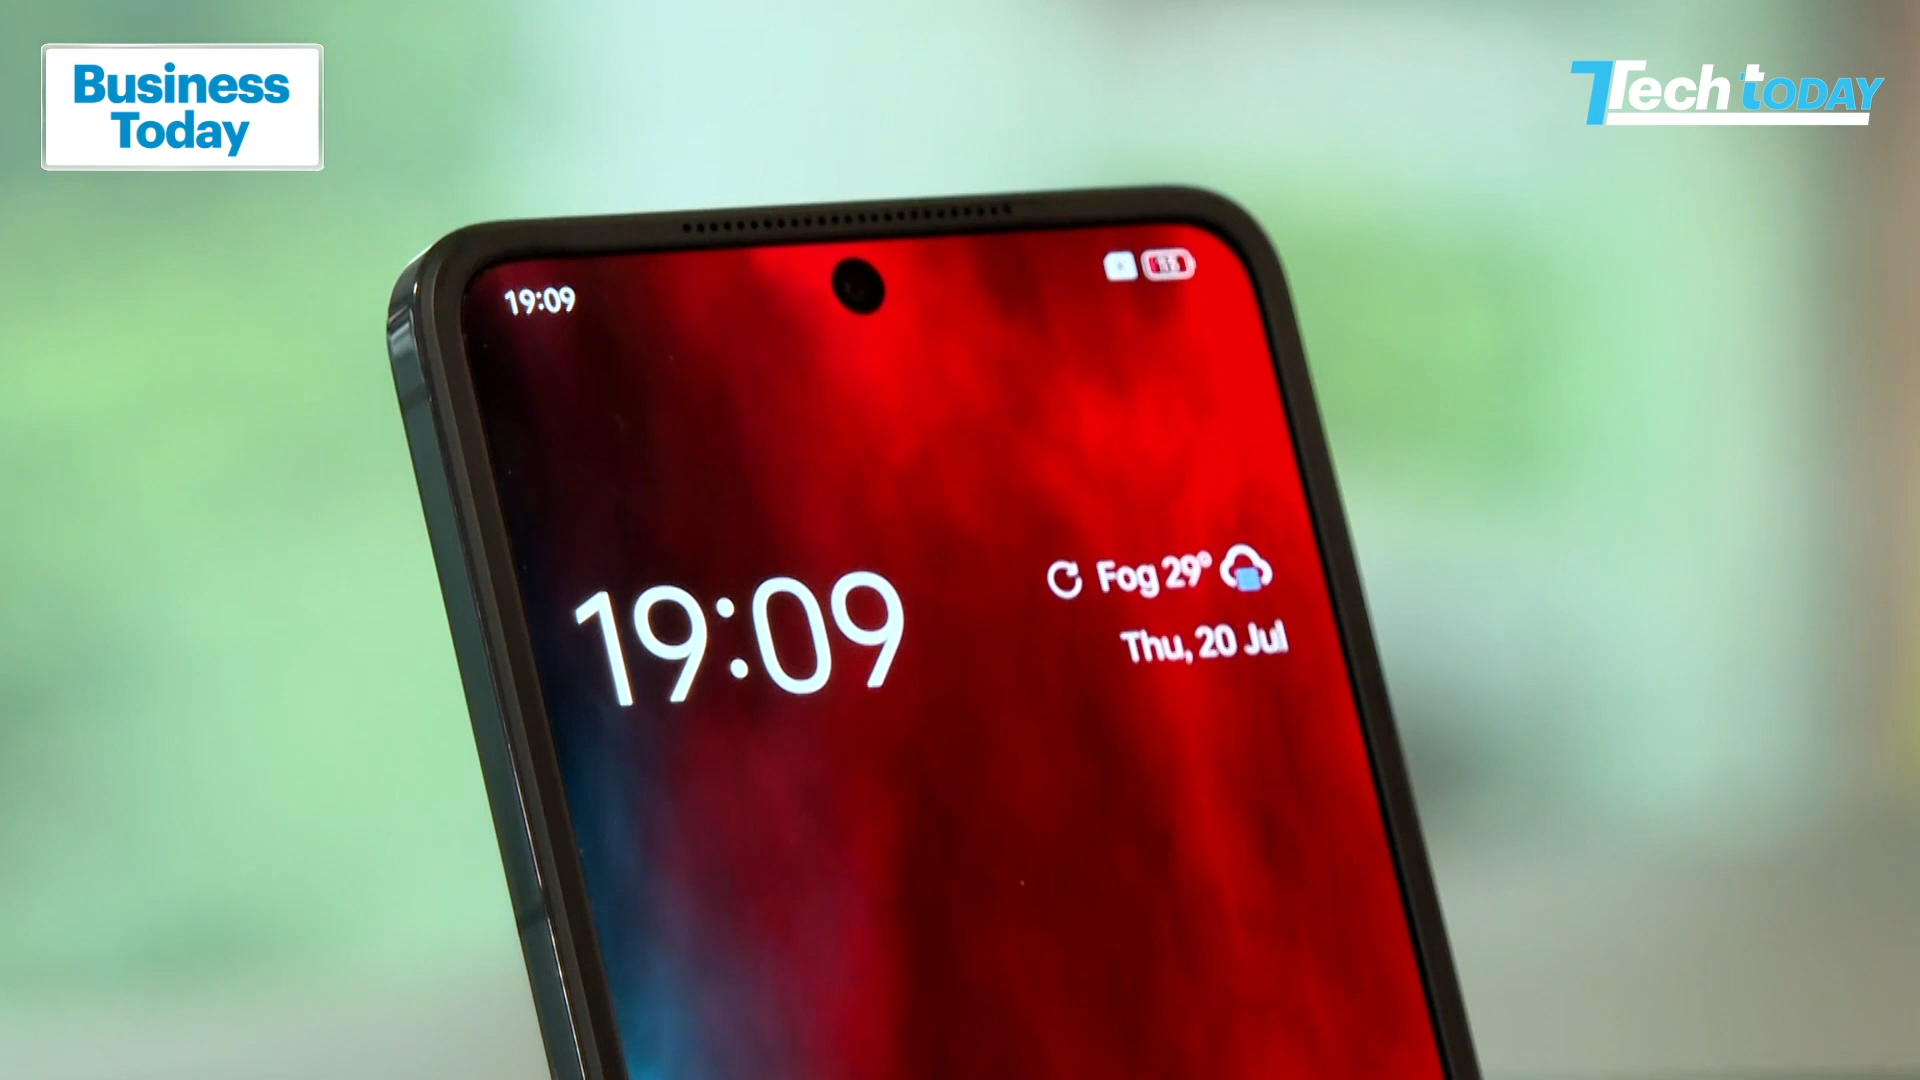 Business
Today
Tech today
19:09
19:09
Fog 29°
Thu, 20 Jul